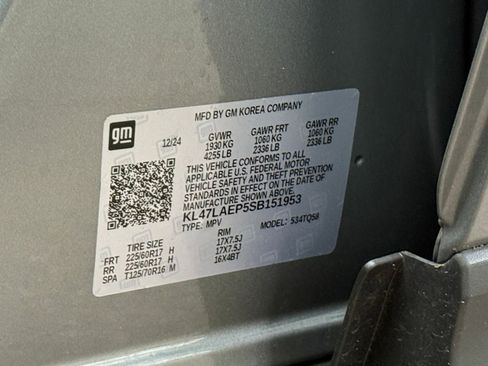 MFD BY GM KOREA COMPANY
gm
12/24
GVWR GAWR FRT GAWR RR
1930 KG 1060 KG 1060 KG
4255 LB 2336 LB 2336 LB
THIS VEHICLE CONFORMS TO ALL
APPLICABLE U.S. FEDERAL MOTOR
VEHICLE SAFETY AND THEFT PREVENTION
STANDARDS IN EFFECT ON THE DATE OF
MANUFACTURE SHOWN ABOVE.
KL47LAEP5SB151953
TYPE: MPV MODEL: 534TQ58
TIRE SIZE RIM
FRT 225/60R17 H 17X7.5J
RR 225/60R17 H 17X7.5J
SPA T125/70R16 M 16X4BT